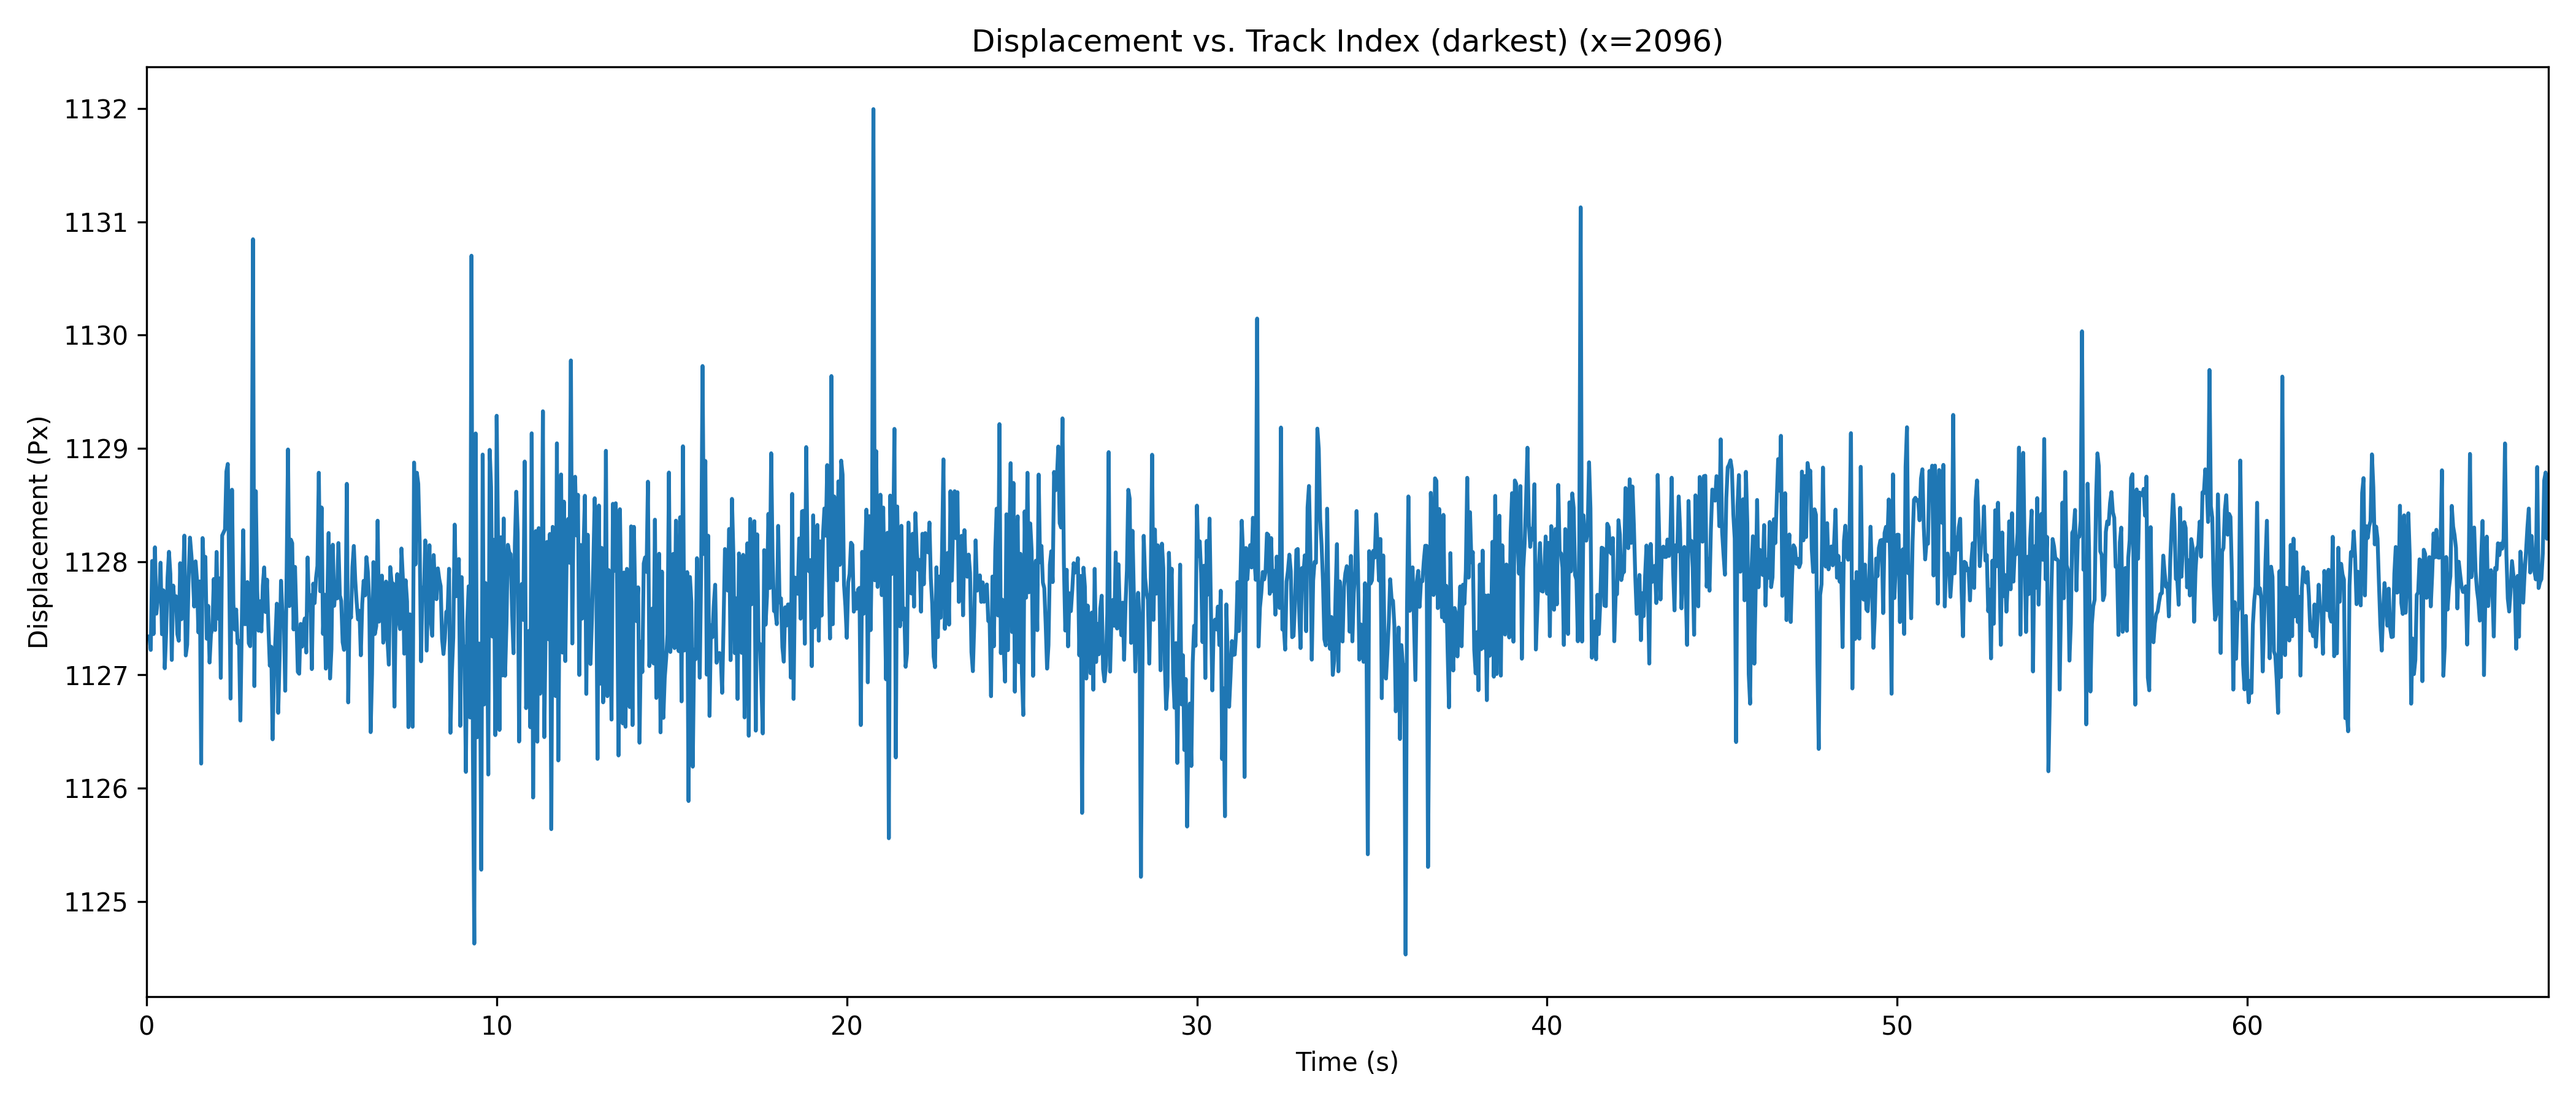 Displacement vs. Track Index (darkest) (x=2096)
1132
1131
1130
1129
1128
1127
1126
1125
Displacement (Px)
0 10 20 30 40 50 60
Time (s)